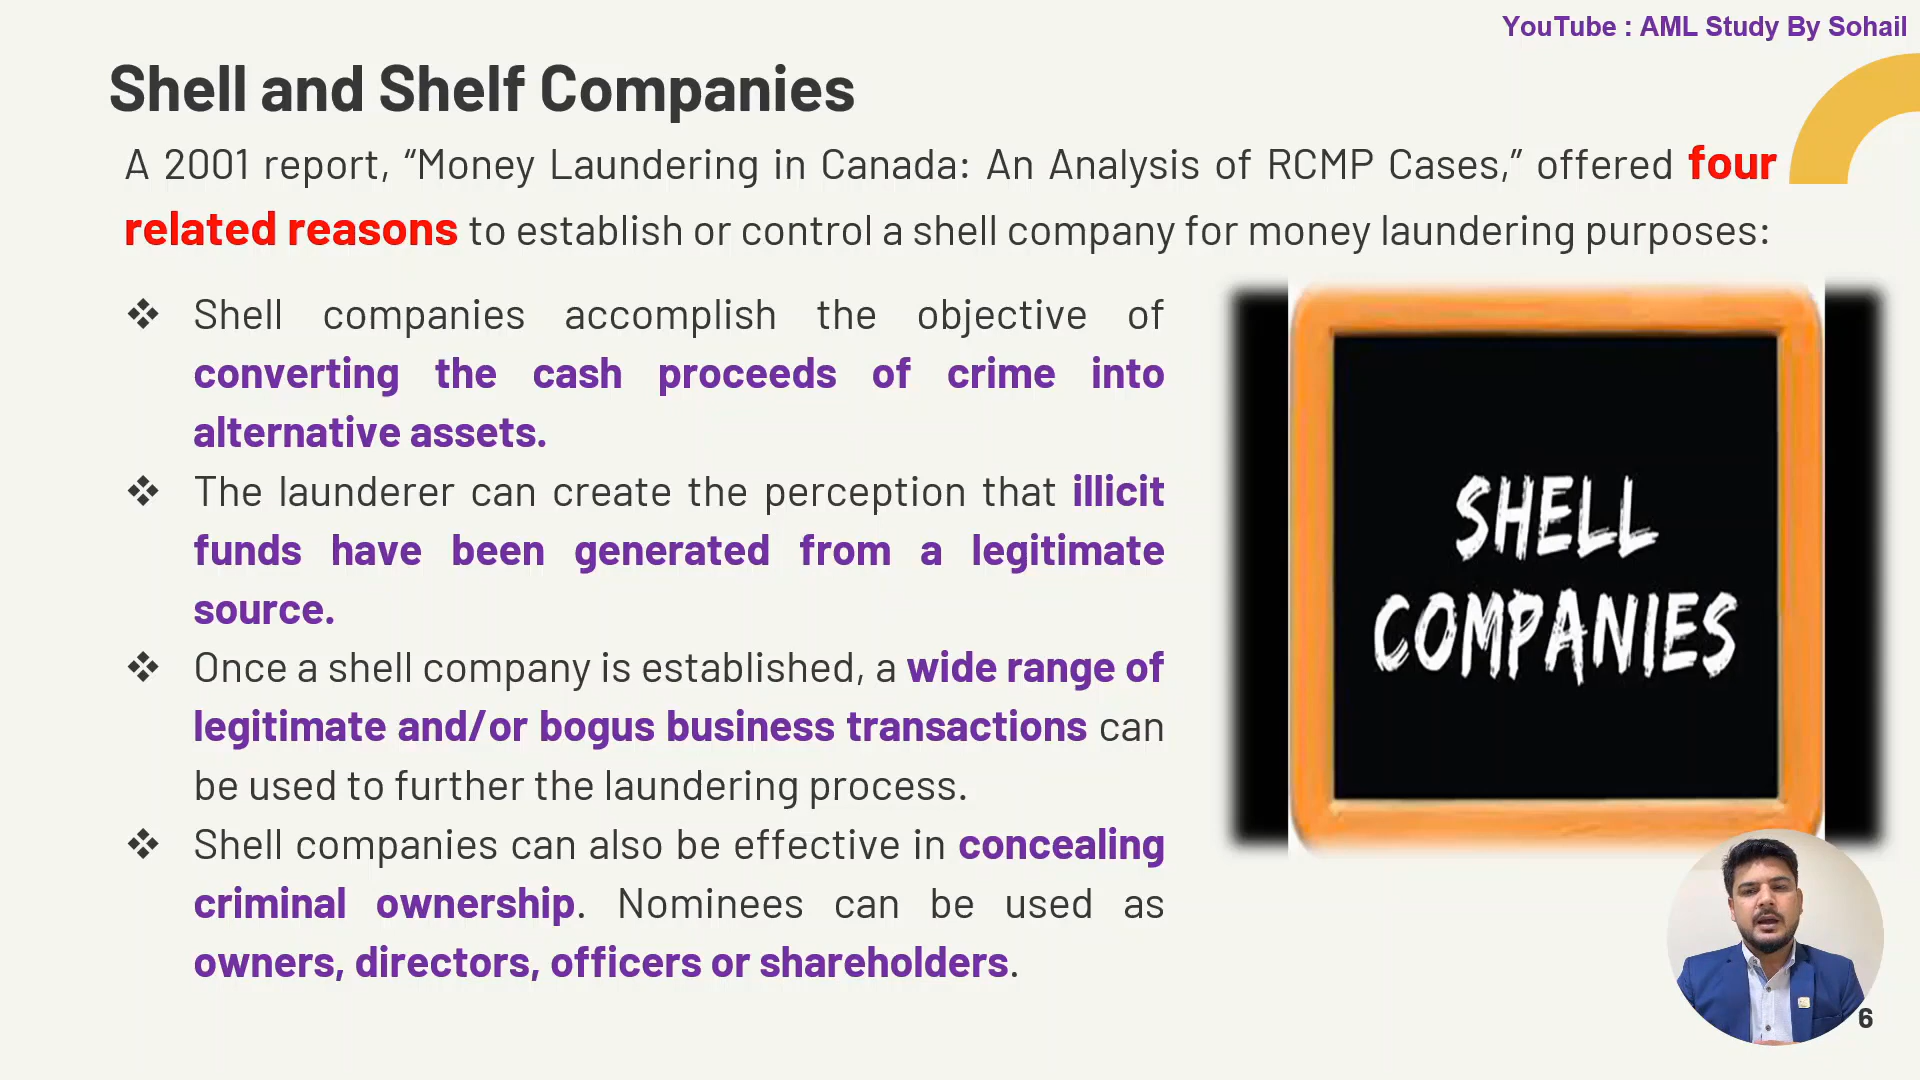 YouTube : AML Study By Sohail
Shell and Shelf Companies
A 2001 report, “Money Laundering in Canada: An Analysis of RCMP Cases,” offered four
related reasons to establish or control a shell company for money laundering purposes:
❖ Shell companies accomplish the objective of
converting the cash proceeds of crime into
alternative assets.
❖ The launderer can create the perception that illicit
funds have been generated from a legitimate
source.
❖ Once a shell company is established, a wide range of
legitimate and/or bogus business transactions can
be used to further the laundering process.
❖ Shell companies can also be effective in concealing
criminal ownership. Nominees can be used as
owners, directors, officers or shareholders.
SHELL
COMPANIES
6